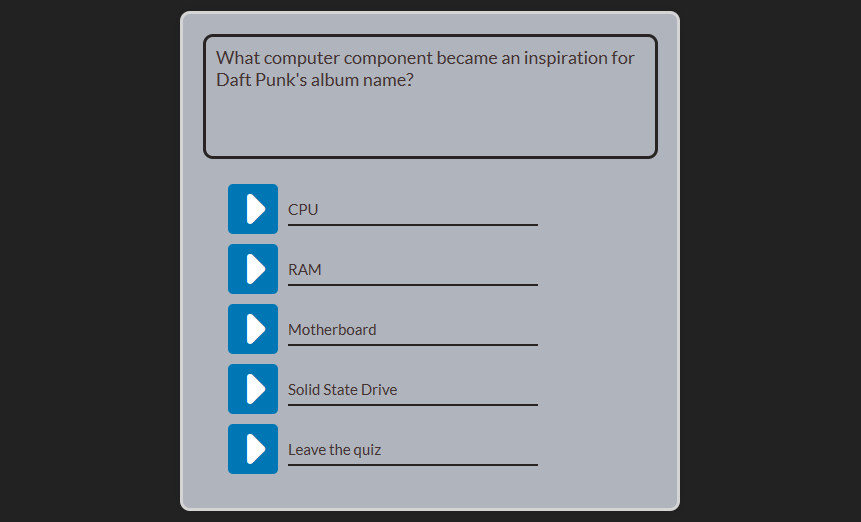 What computer component became an inspiration for
Daft Punk's album name?
CPU
RAM
Motherboard
Solid State Drive
Leave the quiz